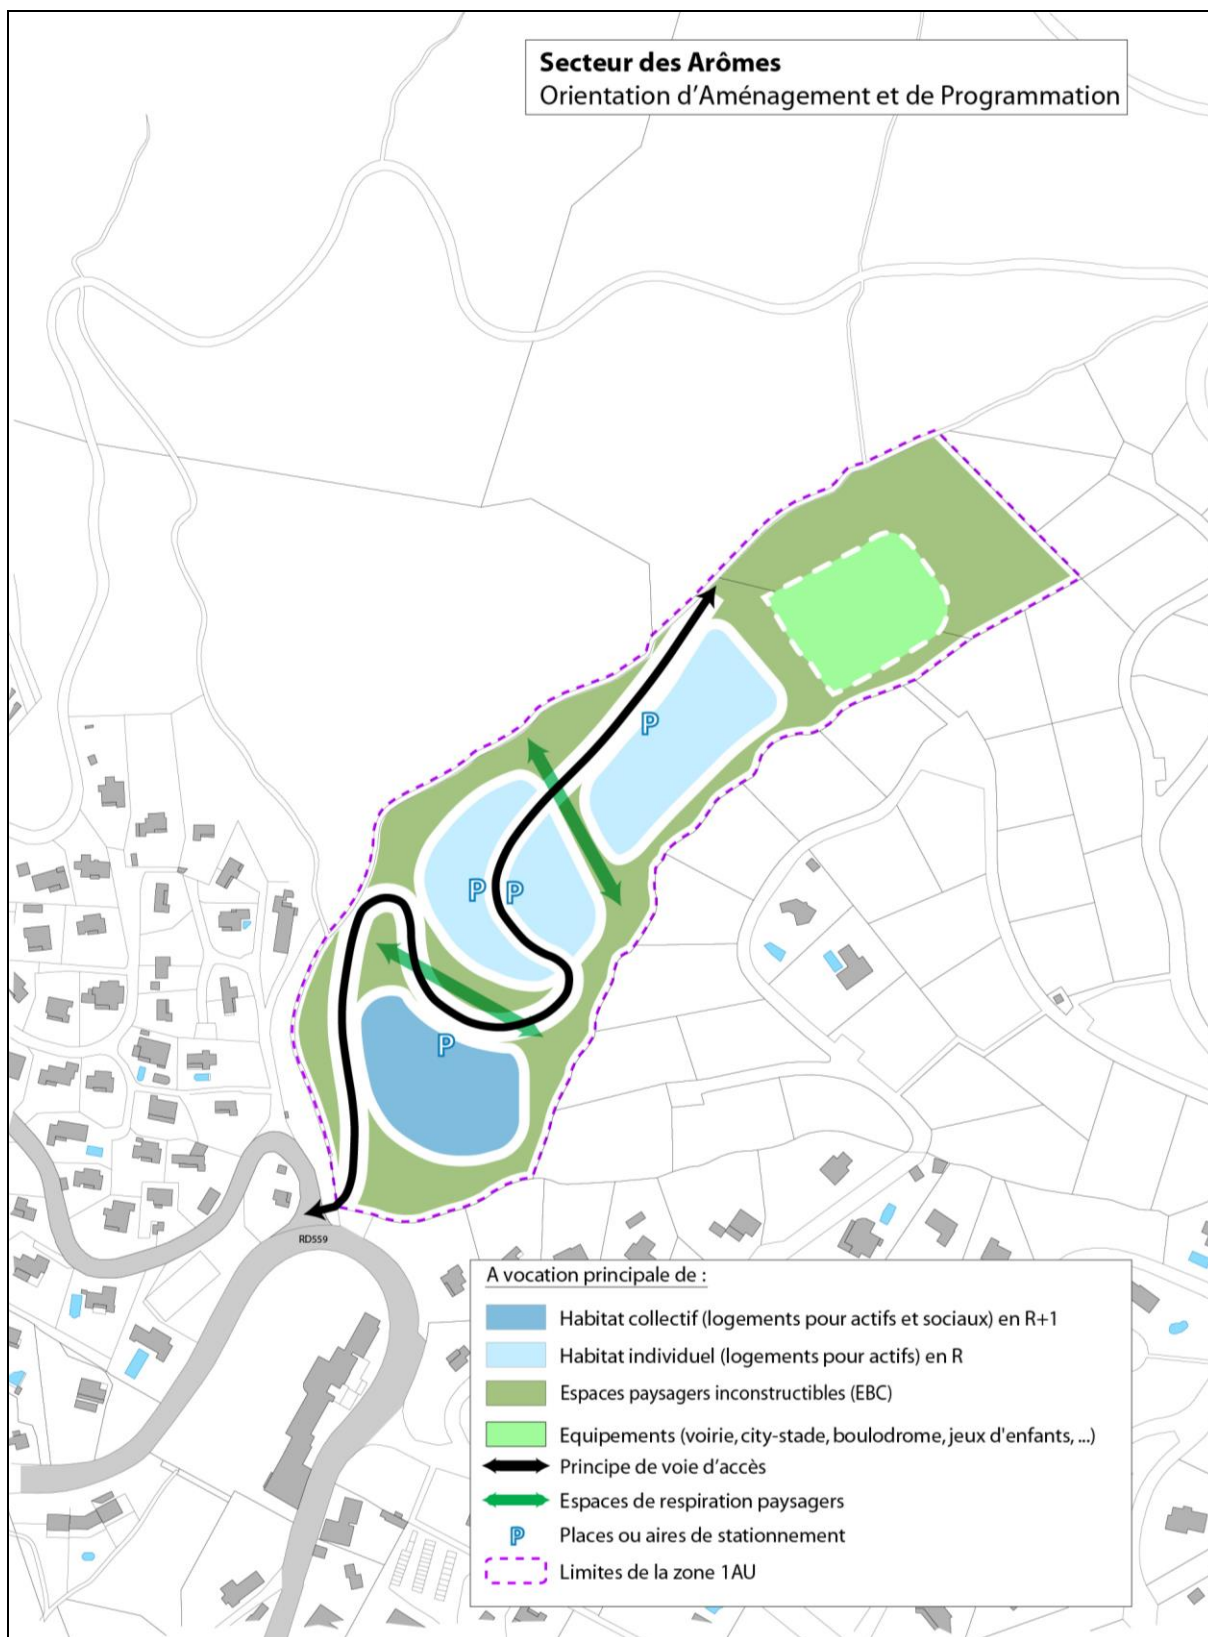 Secteur des Arômes
Orientation d'Aménagement et de Programmation
P
P
P
P
RD559
A vocation principale de :
Habitat collectif (logements pour actifs et sociaux) en R+1
Habitat individuel (logements pour actifs) en R
Espaces paysagers inconstructibles (EBC)
Equipements (voirie, city-stade, boulodrome, jeux d'enfants, ...)
Principe de voie d'accès
Espaces de respiration paysagers
P Places ou aires de stationnement
Limites de la zone 1AU